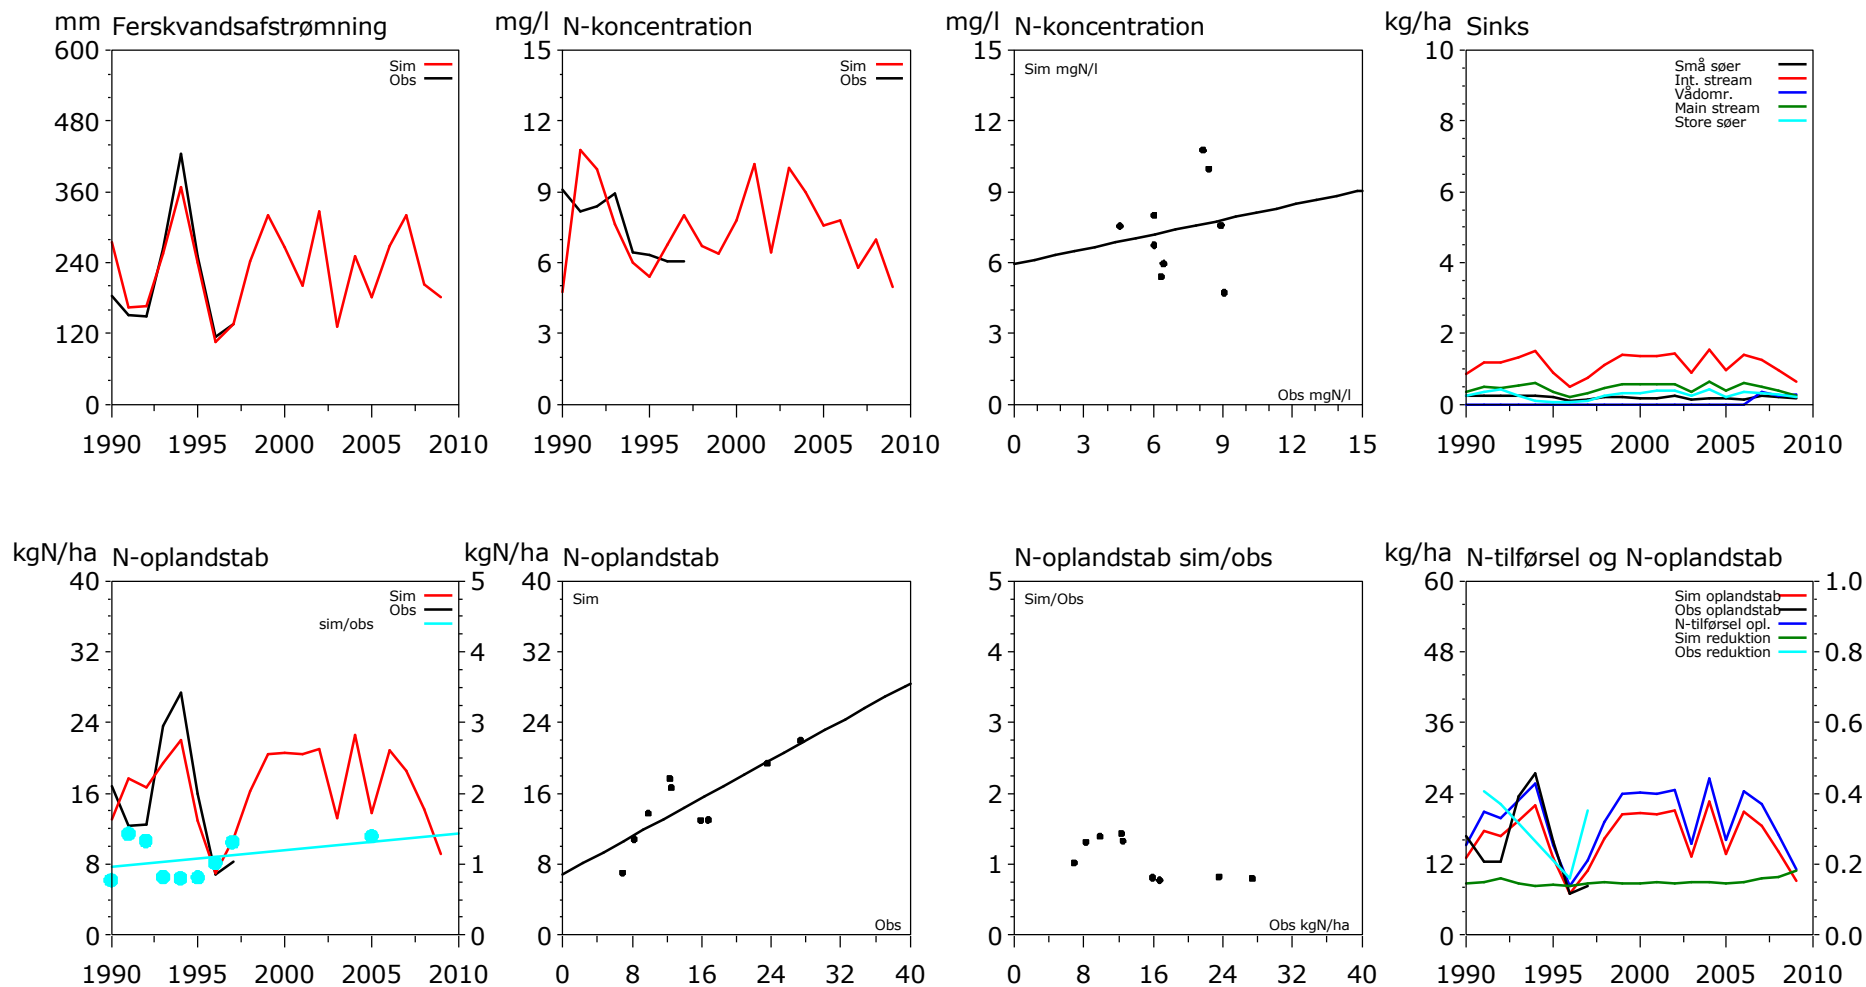 mm Ferskvandsafstrømning
600
480
360
240
120
0
1990 1995 2000 2005 2010
Sim
Obs
mg/l N-koncentration
15
12
9
6
3
0
1990 2000 2010
Sim
Obs
mg/l N-koncentration
15
12
9
6
3
0
0 3 6 9 12 15
Sim mgN/l
Obs mgN/l
kg/ha Sinks
10
8
6
4
2
0
1990 1995 2000 2005 2010
Små søer
Int. stream
Vådomr.
Main stream
Store søer
kgN/ha N-oplandstab
40
32
24
16
8
0
1990 1995 2000 2005 2010
5
4
3
2
1
0
Sim
Obs
sim/obs
kgN/ha N-oplandstab
40
32
24
16
8
0
0 8 16 24 32 40
Sim
Obs
N-oplandstab sim/obs
5
4
3
2
1
0
0 8 16 24 32 40
Sim/Obs
Obs kgN/ha
kg/ha N-tilførsel og N-oplandstab
60
48
36
24
12
0
1990 1995 2000 2005 2010
1.0
0.8
0.6
0.4
0.2
0.0
Sim oplandstab
Obs oplandstab
N-tilførsel opl.
Sim reduktion
Obs reduktion